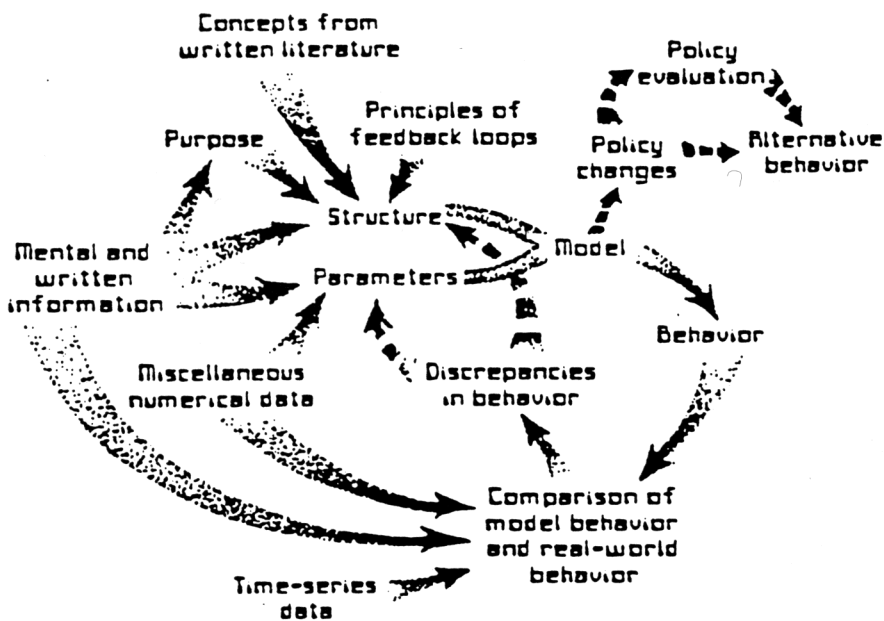 Concepts from
written literature
Policy
evaluation
Principles of
feedback loops
Purpose
Policy
changes
Alternative
behavior
Structure
Model
Mental and
written
information
Parameters
Behavior
Miscellaneous
numerical data
Discrepancies
in behavior
Comparison of
model behavior
and real-world
behavior
Time-series
data